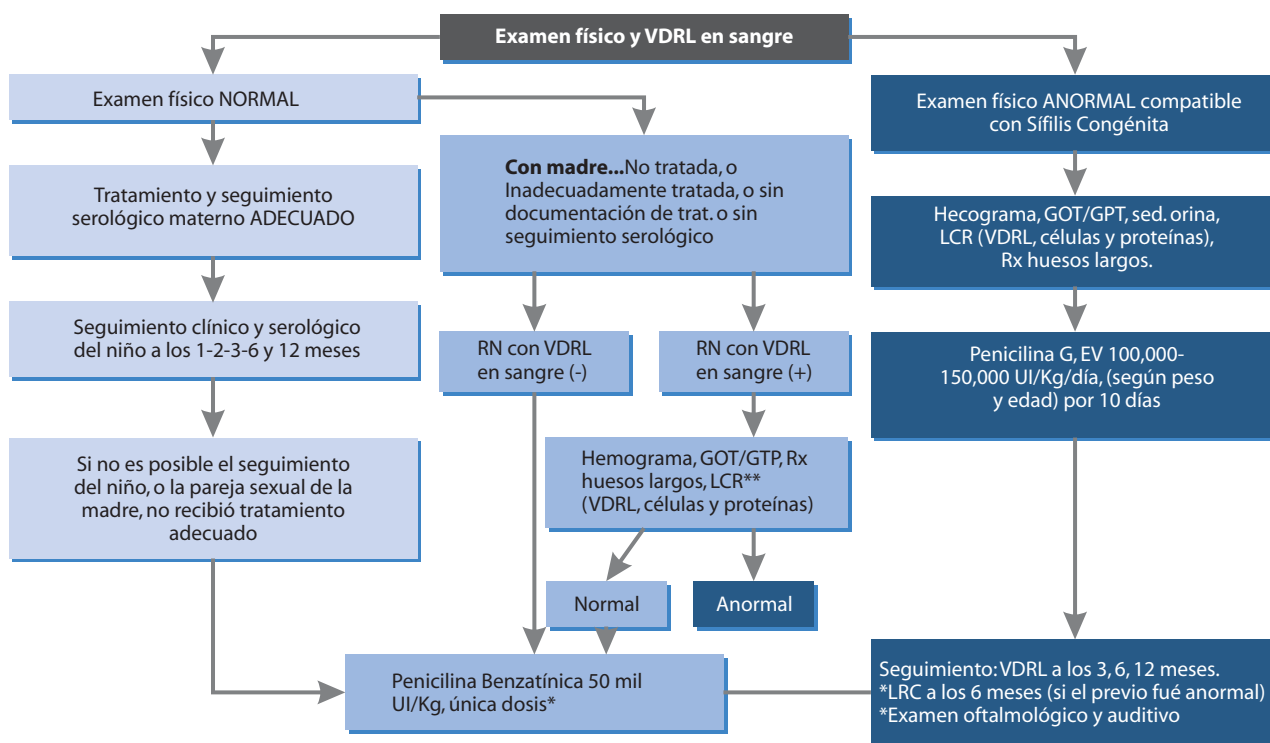 Examen físico y VDRL en sangre
Examen físico NORMAL
Tratamiento y seguimiento
serológico materno ADECUADO
Seguimiento clínico y serológico
del niño a los 1-2-3-6 y 12 meses
Si no es posible el seguimiento
del niño, o la pareja sexual de la
madre, no recibió tratamiento
adecuado
Con madre...No tratada, o
Inadecuadamente tratada, o sin
documentación de trat. o sin
seguimiento serológico
RN con VDRL
en sangre (-)
RN con VDRL
en sangre (+)
Hemograma, GOT/GTP, Rx
huesos largos, LCR**
(VDRL, células y proteínas)
Normal
Anormal
Penicilina Benzatínica 50 mil
UI/Kg, única dosis*
Examen físico ANORMAL compatible
con Sífilis Congénita
Hecograma, GOT/GPT, sed. orina,
LCR (VDRL, células y proteínas),
Rx huesos largos.
Penicilina G, EV 100,000-
150,000 UI/Kg/día, (según peso
y edad) por 10 días
Seguimiento: VDRL a los 3, 6, 12 meses.
*LRC a los 6 meses (si el previo fué anormal)
*Examen oftalmológico y auditivo